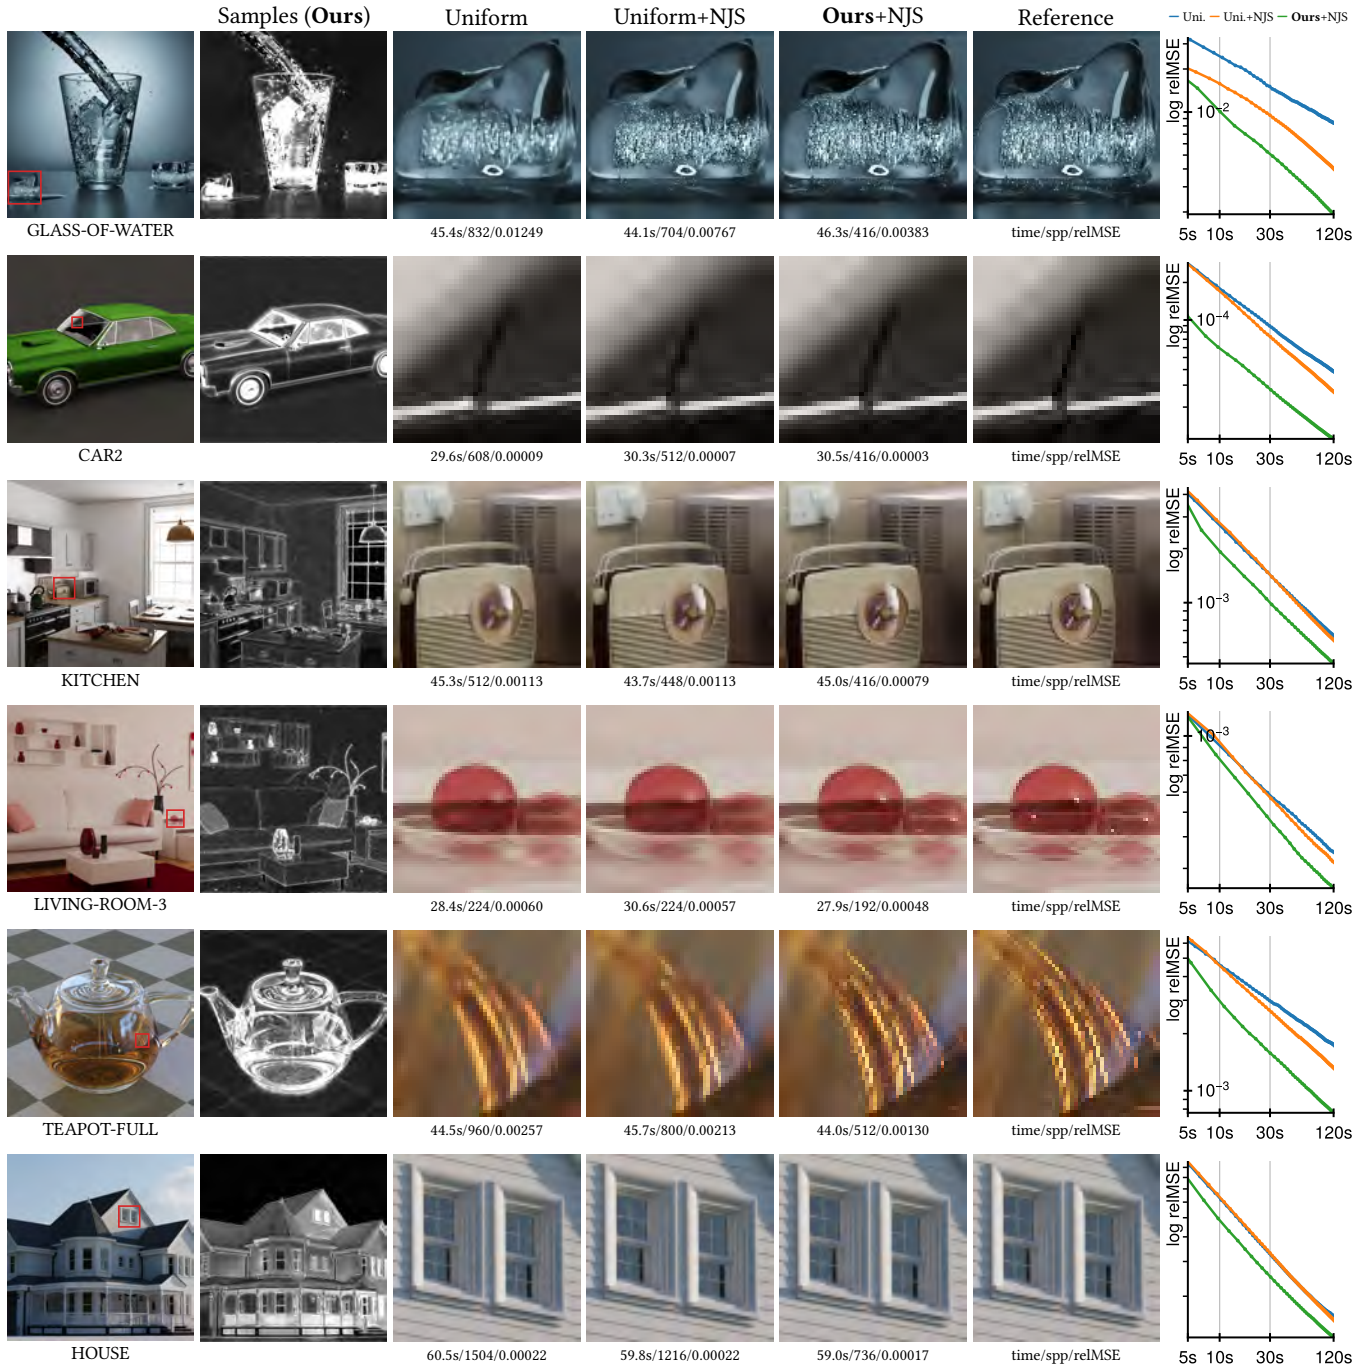 Samples (Ours) Uniform Uniform+NJS Ours+NJS Reference
Uni. Uni.+NJS Ours+NJS
log relMSE
10⁻²
5s 10s 30s 120s
GLASS-OF-WATER
45.4s/832/0.01249 44.1s/704/0.00767 46.3s/416/0.00383 time/spp/relMSE
log relMSE
10⁻⁴
5s 10s 30s 120s
CAR2
29.6s/608/0.00009 30.3s/512/0.00007 30.5s/416/0.00003 time/spp/relMSE
log relMSE
10⁻³
5s 10s 30s 120s
KITCHEN
45.3s/512/0.00113 43.7s/448/0.00113 45.0s/416/0.00079 time/spp/relMSE
log relMSE
10⁻³
5s 10s 30s 120s
LIVING-ROOM-3
28.4s/224/0.00060 30.6s/224/0.00057 27.9s/192/0.00048 time/spp/relMSE
log relMSE
10⁻³
5s 10s 30s 120s
TEAPOT-FULL
44.5s/960/0.00257 45.7s/800/0.00213 44.0s/512/0.00130 time/spp/relMSE
log relMSE
5s 10s 30s 120s
HOUSE
60.5s/1504/0.00022 59.8s/1216/0.00022 59.0s/736/0.00017 time/spp/relMSE